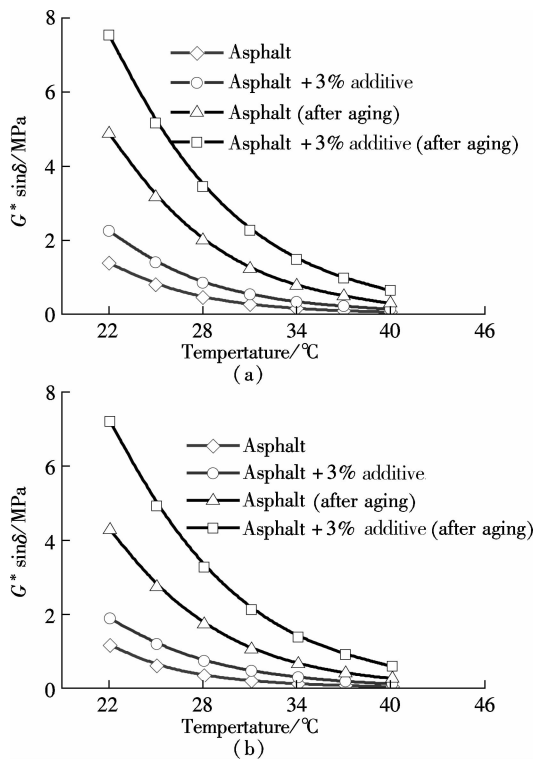 8
6
4
2
0
G* sinδ/MPa
Asphalt
Asphalt +3% additive
Asphalt (after aging)
Asphalt +3% additive (after aging)
22 28 34 40 46
Tempertature/℃
(a)
8
6
4
2
0
G* sinδ/MPa
Asphalt
Asphalt +3% additive
Asphalt (after aging)
Asphalt +3% additive (after aging)
22 28 34 40 46
Tempertature/℃
(b)